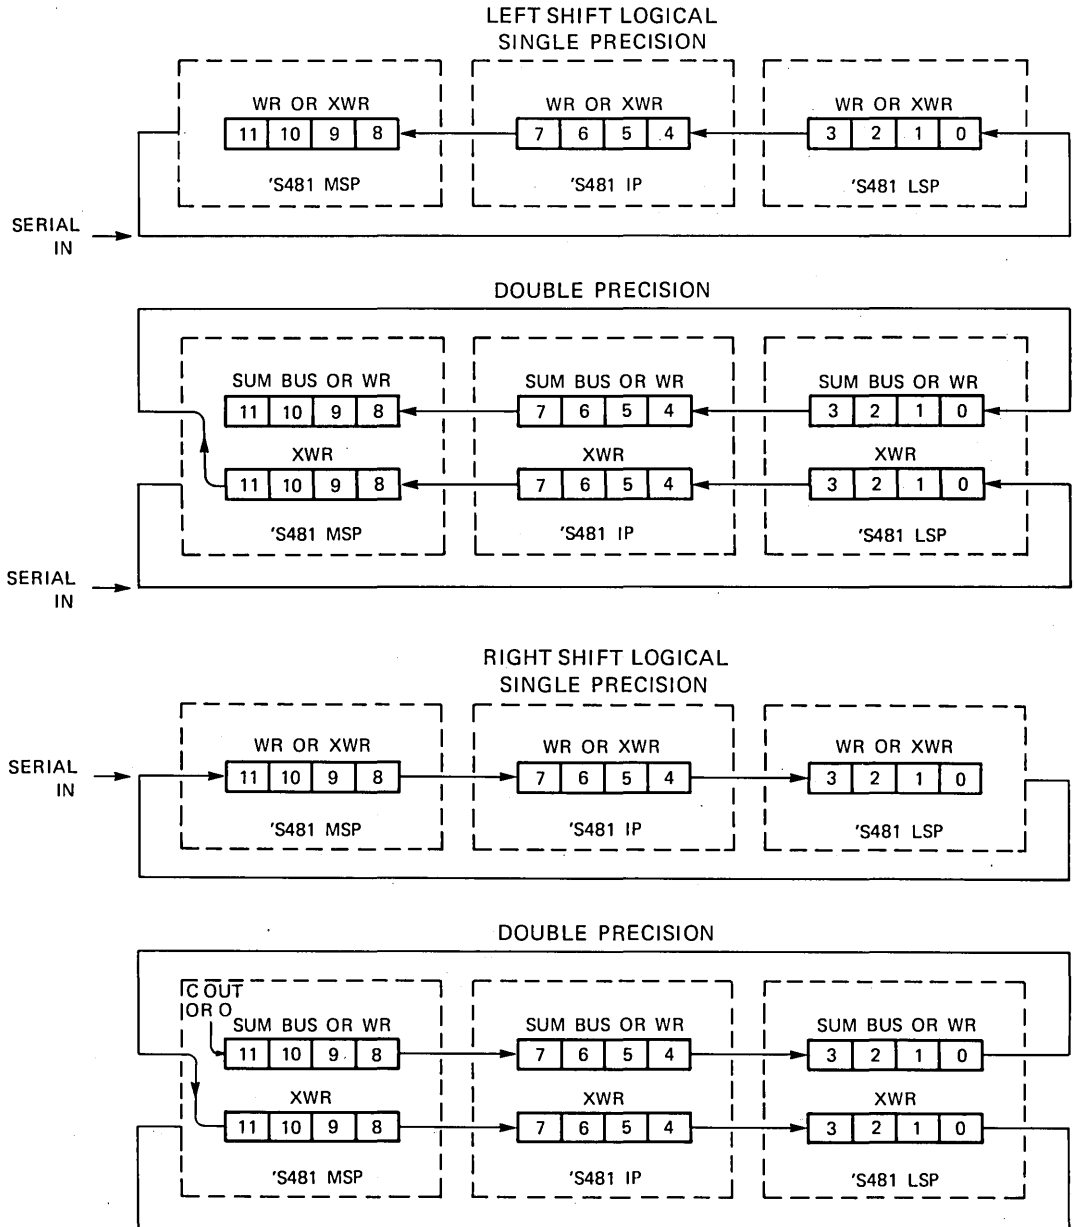 LEFT SHIFT LOGICAL
SINGLE PRECISION
WR OR XWR WR OR XWR WR OR XWR
11 10 9 8 7 6 5 4 3 2 1 0
'S481 MSP 'S481 IP 'S481 LSP
SERIAL
IN
DOUBLE PRECISION
SUM BUS OR WR SUM BUS OR WR SUM BUS OR WR
11 10 9 8 7 6 5 4 3 2 1 0
XWR XWR XWR
11 10 9 8 7 6 5 4 3 2 1 0
'S481 MSP 'S481 IP 'S481 LSP
SERIAL
IN
RIGHT SHIFT LOGICAL
SINGLE PRECISION
WR OR XWR WR OR XWR WR OR XWR
SERIAL
IN
11 10 9 8 7 6 5 4 3 2 1 0
'S481 MSP 'S481 IP 'S481 LSP
DOUBLE PRECISION
C OUT
OR O
SUM BUS OR WR SUM BUS OR WR SUM BUS OR WR
11 10 9 8 7 6 5 4 3 2 1 0
XWR XWR XWR
11 10 9 8 7 6 5 4 3 2 1 0
'S481 MSP 'S481 IP 'S481 LSP